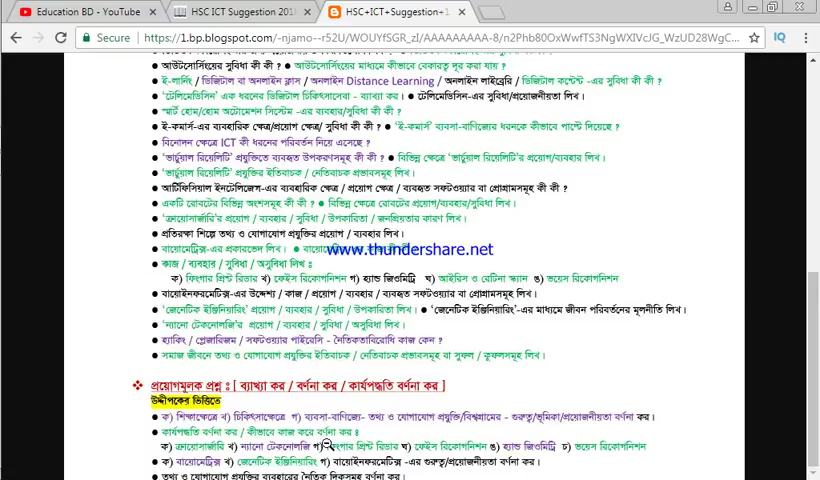 Education BD - YouTube
HSC ICT Suggestion 201
HSC+ICT+Suggestion+1
Secure https://1.bp.blogspot.com/-njamo--r52U/WOUYfSGR_zI/AAAAAAAAA-8/n2Phb80OxWwfTS3NgWXIVcJG_WzUD28WgC...
● আউটসোর্সিংয়ের সুবিধা কী কী ? ● আউটসোর্সিংয়ের মাধ্যমে কীভাবে বেকারত্ব দূর করা যায় ?
● ই-লার্নিং / ডিজিটাল বা অনলাইন ক্লাস / অনলাইন Distance Learning / অনলাইন লাইব্রেরি / ডিজিটাল কন্টেন্ট -এর সুবিধা কী কী ?
● 'টেলিমেডিসিন' এক ধরনের ডিজিটাল চিকিৎসাসেবা - ব্যাখ্যা কর। ● টেলিমেডিসিন-এর সুবিধা/প্রয়োজনীয়তা লিখ।
● স্মার্ট হোম/হোম অটোমেশন সিস্টেম -এর ব্যবহার/সুবিধা কী কী ?
● ই-কমার্স-এর ব্যবহারিক ক্ষেত্র/প্রয়োগ ক্ষেত্র/ সুবিধা কী কী ? ● 'ই-কমার্স' ব্যবসা-বাণিজ্যের ধরনকে কীভাবে পাল্টে দিয়েছে ?
● বিনোদন ক্ষেত্রে ICT কী ধরনের পরিবর্তন নিয়ে এসেছে ?
● 'ভার্চুয়াল রিয়েলিটি' প্রযুক্তিতে ব্যবহৃত উপকরণসমূহ কী কী ? ● বিভিন্ন ক্ষেত্রে 'ভার্চুয়াল রিয়েলিটি'র প্রয়োগ/ব্যবহার লিখ।
● 'ভার্চুয়াল রিয়েলিটি' প্রযুক্তির ইতিবাচক / নেতিবাচক প্রভাবসমূহ লিখ।
● আর্টিফিসিয়াল ইনটেলিজেন্স-এর ব্যবহারিক ক্ষেত্র / প্রয়োগ ক্ষেত্র / ব্যবহৃত সফটওয়্যার বা প্রোগ্রামসমূহ কী কী ?
● একটি রোবটের বিভিন্ন অংশসমূহ কী কী ? ● বিভিন্ন ক্ষেত্রে রোবটের প্রয়োগ/ব্যবহার/সুবিধা লিখ।
● 'ক্রায়োসার্জারি'র প্রয়োগ / ব্যবহার / সুবিধা / উপকারিতা / জনপ্রিয়তার কারণ লিখ।
● প্রতিরক্ষা শিল্পে তথ্য ও যোগাযোগ প্রযুক্তির প্রয়োগ / ব্যবহার লিখ।
● বায়োমেট্রিক্স-এর প্রকারভেদ লিখ। ●
www.thundershare.net
● কাজ / ব্যবহার / সুবিধা / অসুবিধা লিখ ঃ
ক) ফিংগার প্রিন্ট রিডার খ) ফেইস রিকোগনিশন গ) হ্যান্ড জিওমিট্রি ঘ) আইরিস ও রেটিনা স্ক্যান ঙ) ভয়েস রিকোগনিশন
● বায়োইনফরমেটিক্স-এর উদ্দেশ্য / কাজ / প্রয়োগ / ব্যবহার / ব্যবহৃত সফটওয়্যার বা প্রোগ্রামসমূহ লিখ।
● 'জেনেটিক ইঞ্জিনিয়ারিং' প্রয়োগ / ব্যবহার / সুবিধা / উপকারিতা লিখ। ● 'জেনেটিক ইঞ্জিনিয়ারিং'-এর মাধ্যমে জীবন পরিবর্তনের মূলনীতি লিখ।
● 'ন্যানো টেকনোলজি'র প্রয়োগ / ব্যবহার / সুবিধা / অসুবিধা লিখ।
● হ্যাকিং / প্লেজারিজম / সফটওয়্যার পাইরেসি - নৈতিকতাবিরোধি কাজ কেন ?
● সমাজ জীবনে তথ্য ও যোগাযোগ প্রযুক্তির ইতিবাচক / নেতিবাচক প্রভাবসমূহ বা সুফল / কুফলসমূহ লিখ।
❖ প্রয়োগমূলক প্রশ্ন ঃ [ ব্যাখ্যা কর / বর্ণনা কর / কার্যপদ্ধতি বর্ণনা কর ]
উদ্দীপকের ভিত্তিতে
● ক) শিক্ষাক্ষেত্রে খ) চিকিৎসাক্ষেত্রে গ) ব্যবসা-বাণিজ্যে- তথ্য ও যোগাযোগ প্রযুক্তি/বিশ্বগ্রামের - গুরুত্ব/ভূমিকা/প্রয়োজনীয়তা বর্ণনা কর।
● কার্যপদ্ধতি বর্ণনা কর / কীভাবে কাজ করে বর্ণনা কর ঃ
ক) ক্রায়োসার্জারি খ) ন্যানো টেকনোলজি গ) ফিংগার প্রিন্ট রিডার ঘ) ফেইস রিকোগনিশন ঙ) হ্যান্ড জিওমিট্রি চ) ভয়েস রিকোগনিশন
● ক) বায়োমেট্রিক্স খ) জেনেটিক ইঞ্জিনিয়ারিং গ) বায়োইনফরমেটিক্স -এর গুরুত্ব/প্রয়োজনীয়তা বর্ণনা কর।
● তথ্য ও যোগাযোগ প্রযুক্তির ব্যবহারের নৈতিক দিকসমূহ বর্ণনা কর।